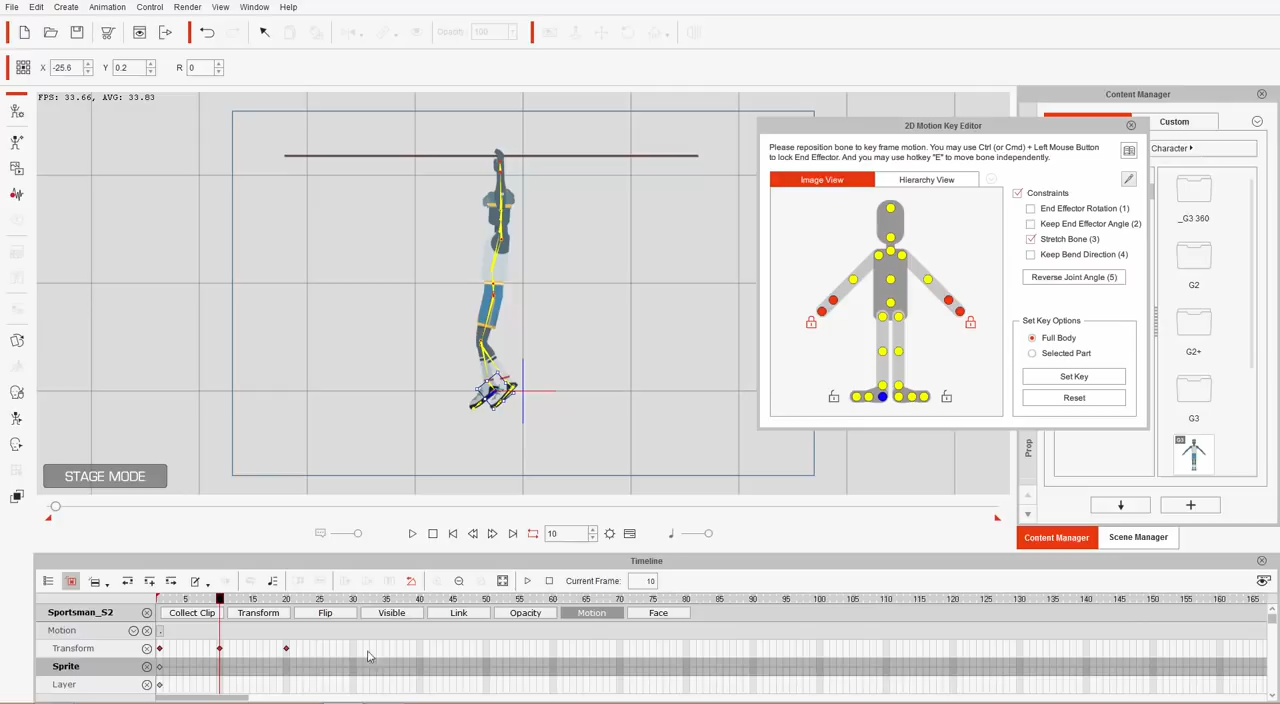 File Edit Create Animation Control Render View Window Help
Opacity: 100
X -25.6 Y 0.2 R 0
FPS: 33.66, AVG: 33.83
Content Manager
Custom
Character
_G3 360
G2
G2+
G3
G3
Prop
Content Manager Scene Manager
2D Motion Key Editor
Please reposition bone to key frame motion. You may use Ctrl (or Cmd) + Left Mouse Button
to lock End Effector. And you may use hotkey "E" to move bone independently.
Image View Hierarchy View
Constraints
End Effector Rotation (1)
Keep End Effector Angle (2)
Stretch Bone (3)
Keep Bend Direction (4)
Reverse Joint Angle (5)
Set Key Options
Full Body
Selected Part
Set Key
Reset
STAGE MODE
10
Timeline
Current Frame: 10
5 15 20 25 30 35 40 45 50 55 60 65 70 75 80 85 90 95 100 105 110 115 120 125 130 135 140 145 150 155 160 165
Sportsman_S2 Collect Clip Transform Flip Visible Link Opacity Motion Face
Motion
Transform
Sprite
Layer